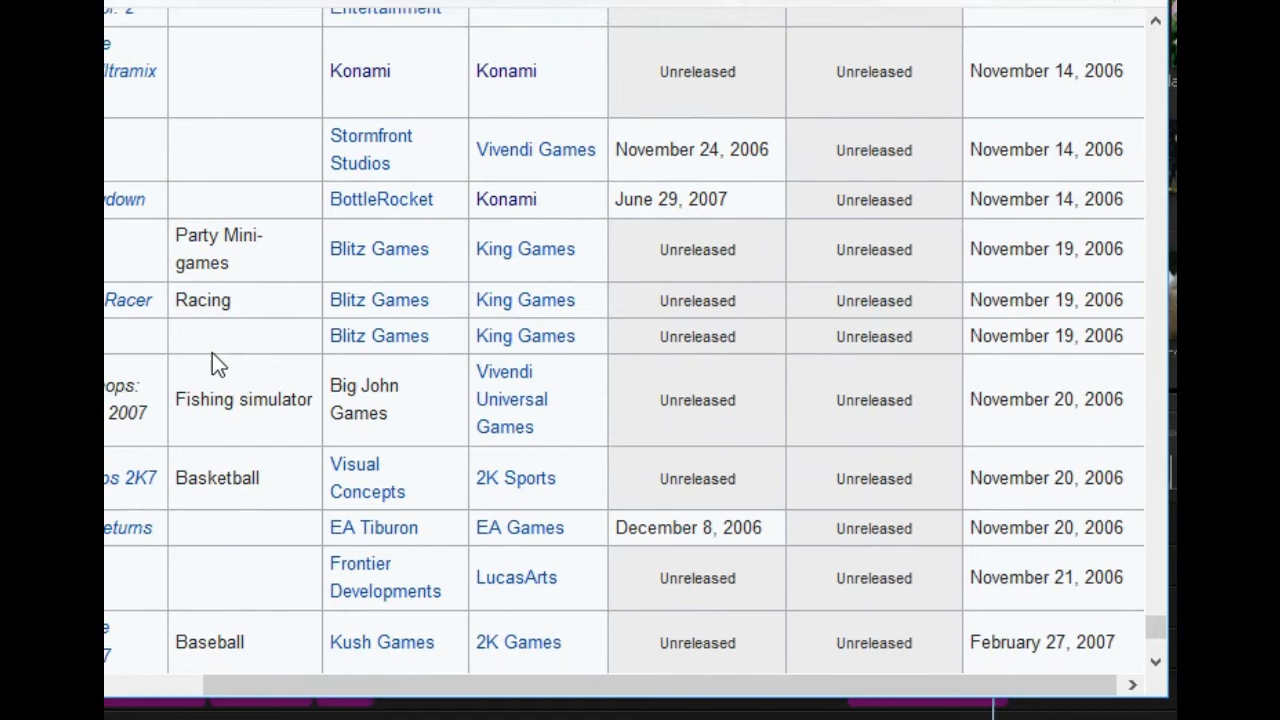 or: 2 Entertainment
e
ltramix Konami Konami Unreleased Unreleased November 14, 2006
Stormfront
Studios Vivendi Games November 24, 2006 Unreleased November 14, 2006
down BottleRocket Konami June 29, 2007 Unreleased November 14, 2006
Party Mini-
games Blitz Games King Games Unreleased Unreleased November 19, 2006
Racer Racing Blitz Games King Games Unreleased Unreleased November 19, 2006
Blitz Games King Games Unreleased Unreleased November 19, 2006
ops:
2007 Fishing simulator Big John
Games Vivendi
Universal
Games Unreleased Unreleased November 20, 2006
os 2K7 Basketball Visual
Concepts 2K Sports Unreleased Unreleased November 20, 2006
eturns EA Tiburon EA Games December 8, 2006 Unreleased November 20, 2006
Frontier
Developments LucasArts Unreleased Unreleased November 21, 2006
e
7 Baseball Kush Games 2K Games Unreleased Unreleased February 27, 2007